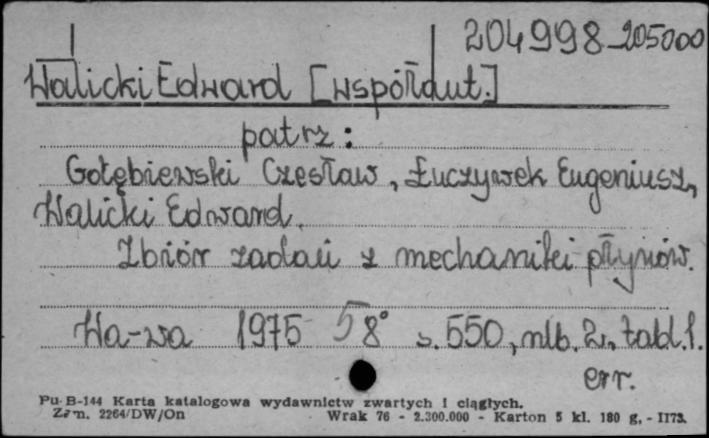 204998-205000
Walicki Edward [współaut.]
patrz:
Gołębiewski Czesław, Łuczywek Eugeniusz,
Walicki Edward.
Zbiór zadań z mechaniki płynów.
Wa-wa 1975 8° s. 550, nlb. 2, tabl. 1.
err.
Pu-B-144 Karta katalogowa wydawnictw zwartych i ciągłych.
Zam. 2264/DW/On Wrak 76 - 2.300.000 - Karton 5 kl. 180 g. - II73.